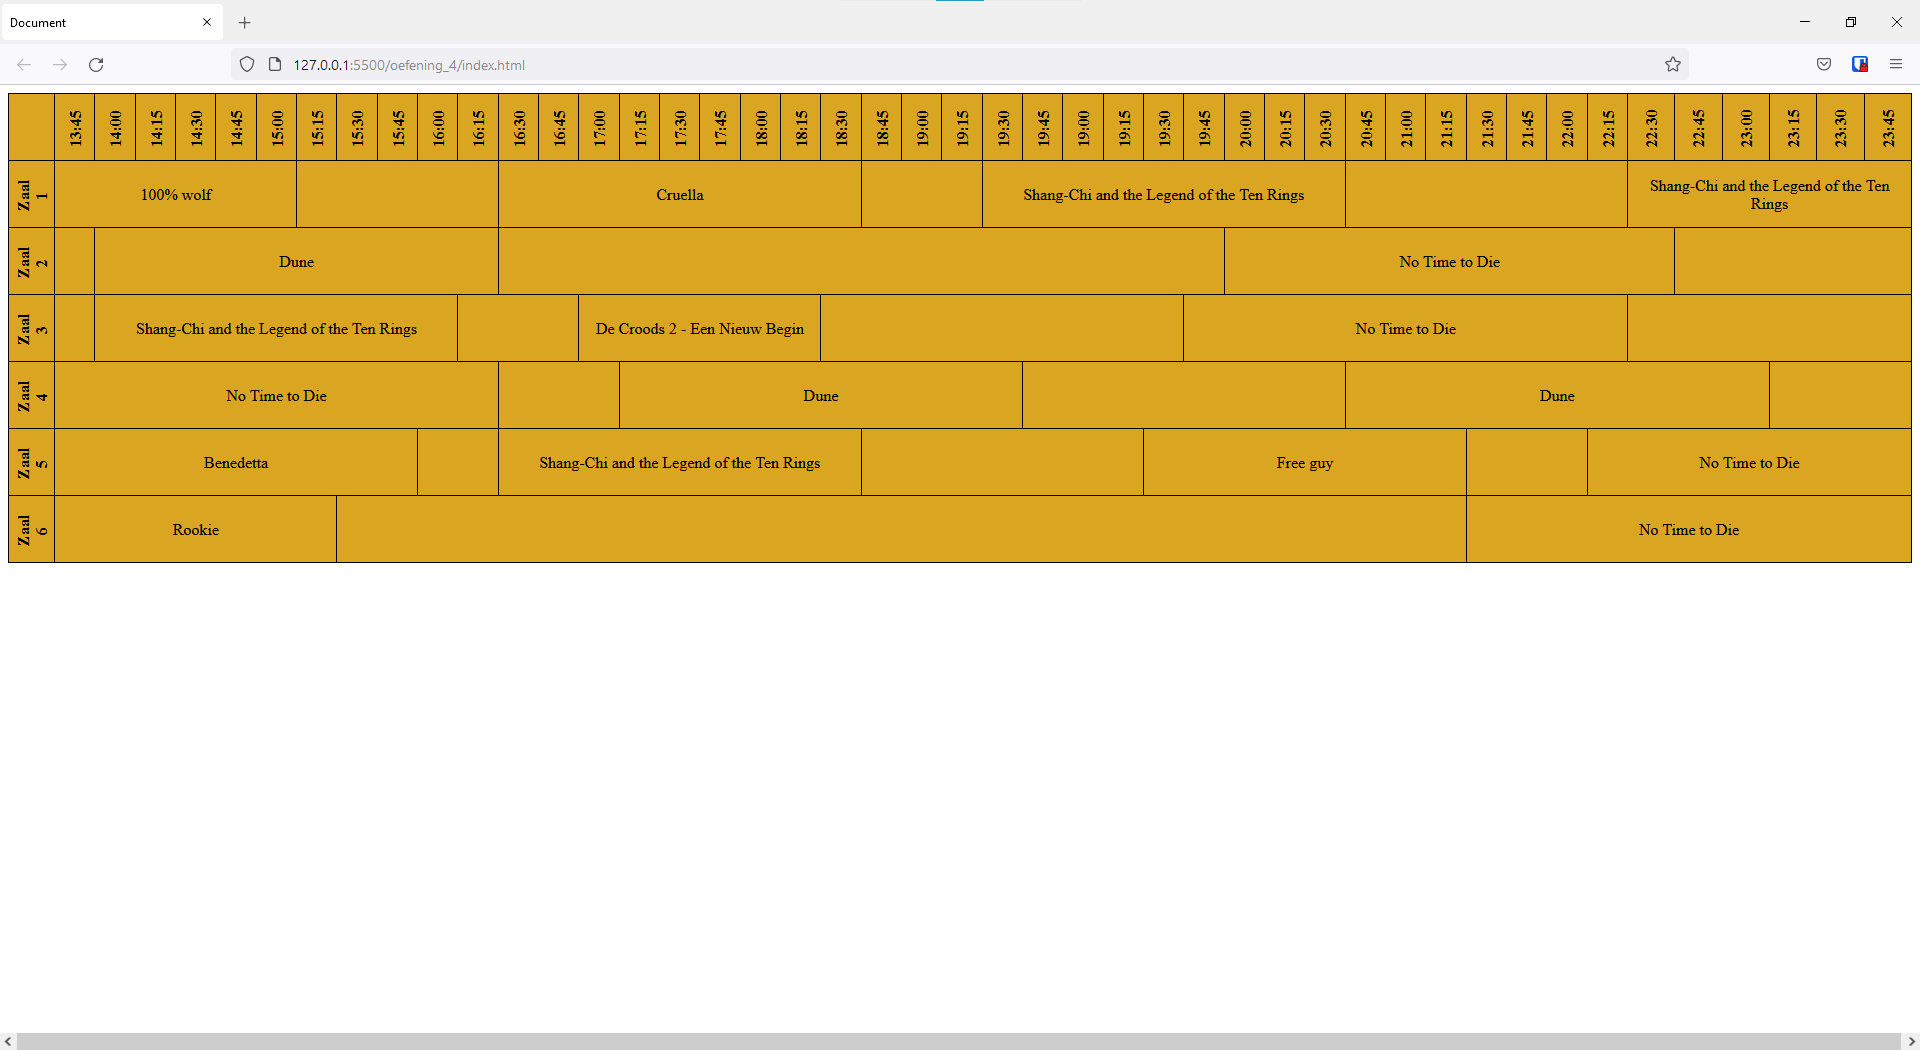 Document
127.0.0.1:5500/oefening_4/index.html
13:45 14:00 14:15 14:30 14:45 15:00 15:15 15:30 15:45 16:00 16:15 16:30 16:45 17:00 17:15 17:30 17:45 18:00 18:15 18:30 18:45 19:00 19:15 19:30 19:45 19:00 19:15 19:30 19:45 20:00 20:15 20:30 20:45 21:00 21:15 21:30 21:45 22:00 22:15 22:30 22:45 23:00 23:15 23:30 23:45
Zaal
1
100% wolf
Cruella
Shang-Chi and the Legend of the Ten Rings
Shang-Chi and the Legend of the Ten
Rings
Zaal
2
Dune
No Time to Die
Zaal
3
Shang-Chi and the Legend of the Ten Rings
De Croods 2 - Een Nieuw Begin
No Time to Die
Zaal
4
No Time to Die
Dune
Dune
Zaal
5
Benedetta
Shang-Chi and the Legend of the Ten Rings
Free guy
No Time to Die
Zaal
6
Rookie
No Time to Die